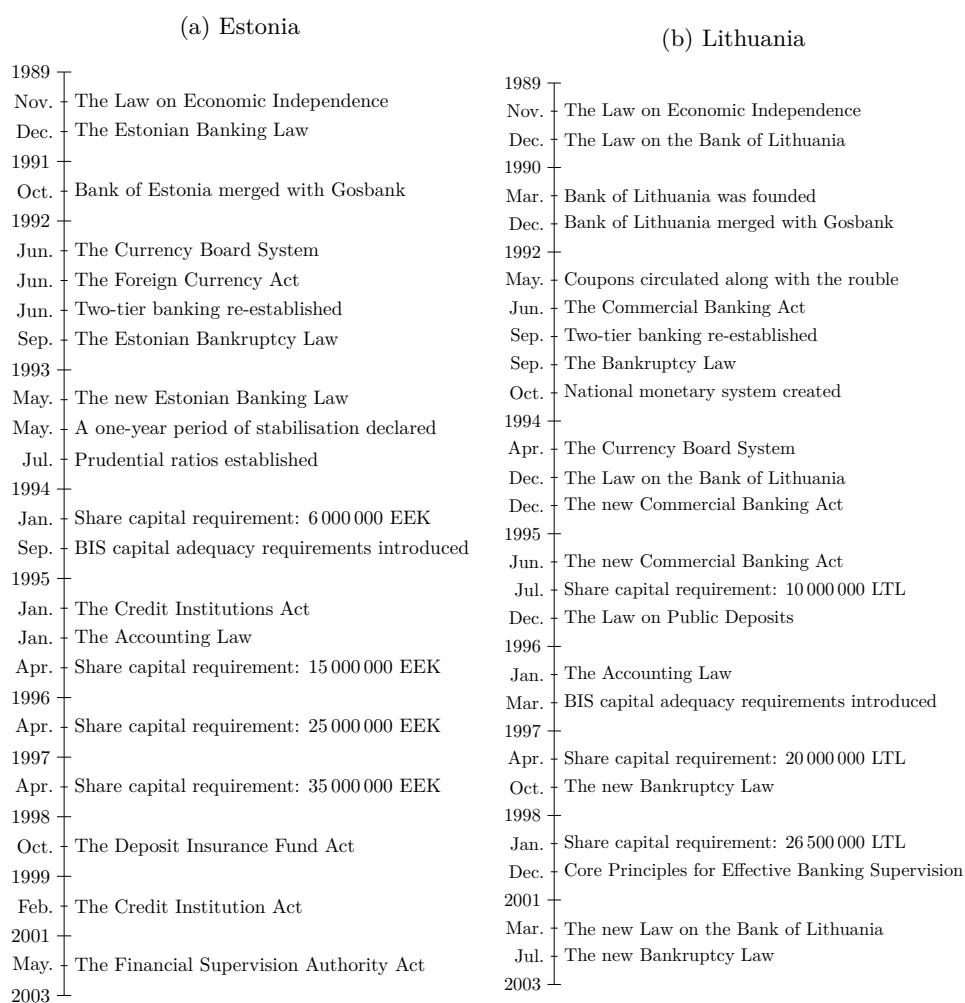 (a) Estonia
1989
Nov. The Law on Economic Independence
Dec. The Estonian Banking Law
1991
Oct. Bank of Estonia merged with Gosbank
1992
Jun. The Currency Board System
Jun. The Foreign Currency Act
Jun. Two-tier banking re-established
Sep. The Estonian Bankruptcy Law
1993
May. The new Estonian Banking Law
May. A one-year period of stabilisation declared
Jul. Prudential ratios established
1994
Jan. Share capital requirement: 6 000 000 EEK
Sep. BIS capital adequacy requirements introduced
1995
Jan. The Credit Institutions Act
Jan. The Accounting Law
Apr. Share capital requirement: 15 000 000 EEK
1996
Apr. Share capital requirement: 25 000 000 EEK
1997
Apr. Share capital requirement: 35 000 000 EEK
1998
Oct. The Deposit Insurance Fund Act
1999
Feb. The Credit Institution Act
2001
May. The Financial Supervision Authority Act
2003
(b) Lithuania
1989
Nov. The Law on Economic Independence
Dec. The Law on the Bank of Lithuania
1990
Mar. Bank of Lithuania was founded
Dec. Bank of Lithuania merged with Gosbank
1992
May. Coupons circulated along with the rouble
Jun. The Commercial Banking Act
Sep. Two-tier banking re-established
Sep. The Bankruptcy Law
Oct. National monetary system created
1994
Apr. The Currency Board System
Dec. The Law on the Bank of Lithuania
Dec. The new Commercial Banking Act
1995
Jun. The new Commercial Banking Act
Jul. Share capital requirement: 10 000 000 LTL
Dec. The Law on Public Deposits
1996
Jan. The Accounting Law
Mar. BIS capital adequacy requirements introduced
1997
Apr. Share capital requirement: 20 000 000 LTL
Oct. The new Bankruptcy Law
1998
Jan. Share capital requirement: 26 500 000 LTL
Dec. Core Principles for Effective Banking Supervision
2001
Mar. The new Law on the Bank of Lithuania
Jul. The new Bankruptcy Law
2003